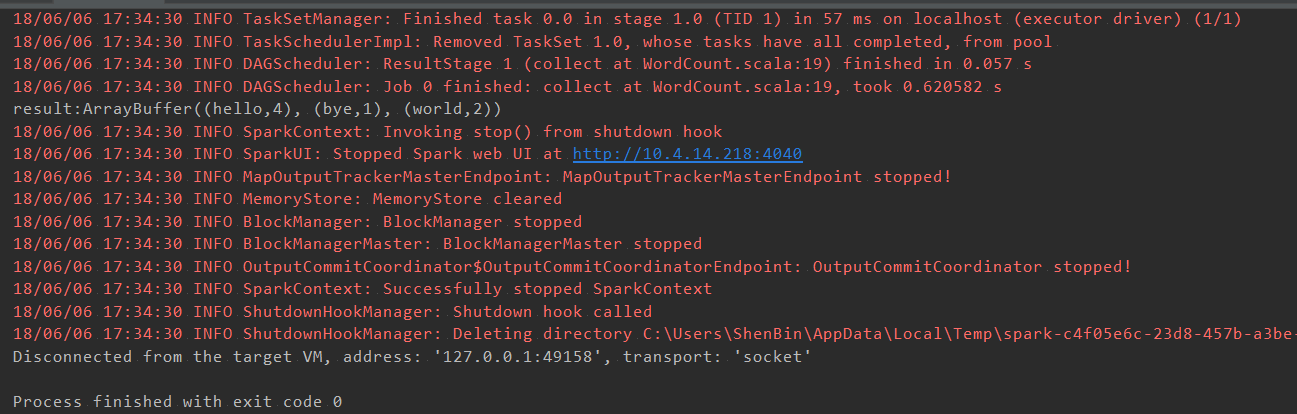 18/06/06 17:34:30 INFO TaskSetManager: Finished task 0.0 in stage 1.0 (TID 1) in 57 ms on localhost (executor driver) (1/1)
18/06/06 17:34:30 INFO TaskSchedulerImpl: Removed TaskSet 1.0, whose tasks have all completed, from pool
18/06/06 17:34:30 INFO DAGScheduler: ResultStage 1 (collect at WordCount.scala:19) finished in 0.057 s
18/06/06 17:34:30 INFO DAGScheduler: Job 0 finished: collect at WordCount.scala:19, took 0.620582 s
result:ArrayBuffer((hello,4), (bye,1), (world,2))
18/06/06 17:34:30 INFO SparkContext: Invoking stop() from shutdown hook
18/06/06 17:34:30 INFO SparkUI: Stopped Spark web UI at http://10.4.14.218:4040
18/06/06 17:34:30 INFO MapOutputTrackerMasterEndpoint: MapOutputTrackerMasterEndpoint stopped!
18/06/06 17:34:30 INFO MemoryStore: MemoryStore cleared
18/06/06 17:34:30 INFO BlockManager: BlockManager stopped
18/06/06 17:34:30 INFO BlockManagerMaster: BlockManagerMaster stopped
18/06/06 17:34:30 INFO OutputCommitCoordinator$OutputCommitCoordinatorEndpoint: OutputCommitCoordinator stopped!
18/06/06 17:34:30 INFO SparkContext: Successfully stopped SparkContext
18/06/06 17:34:30 INFO ShutdownHookManager: Shutdown hook called
18/06/06 17:34:30 INFO ShutdownHookManager: Deleting directory C:\Users\ShenBin\AppData\Local\Temp\spark-c4f05e6c-23d8-457b-a3be-
Disconnected from the target VM, address: '127.0.0.1:49158', transport: 'socket'
Process finished with exit code 0